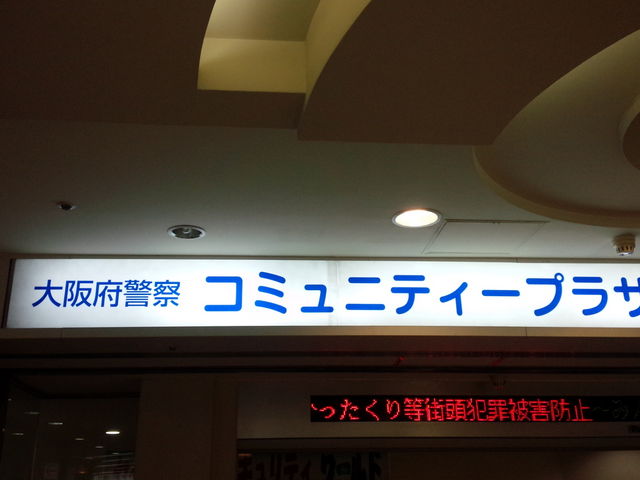 大阪府警察 コミュニティープラザ
ったくり等街頭犯罪被害防止